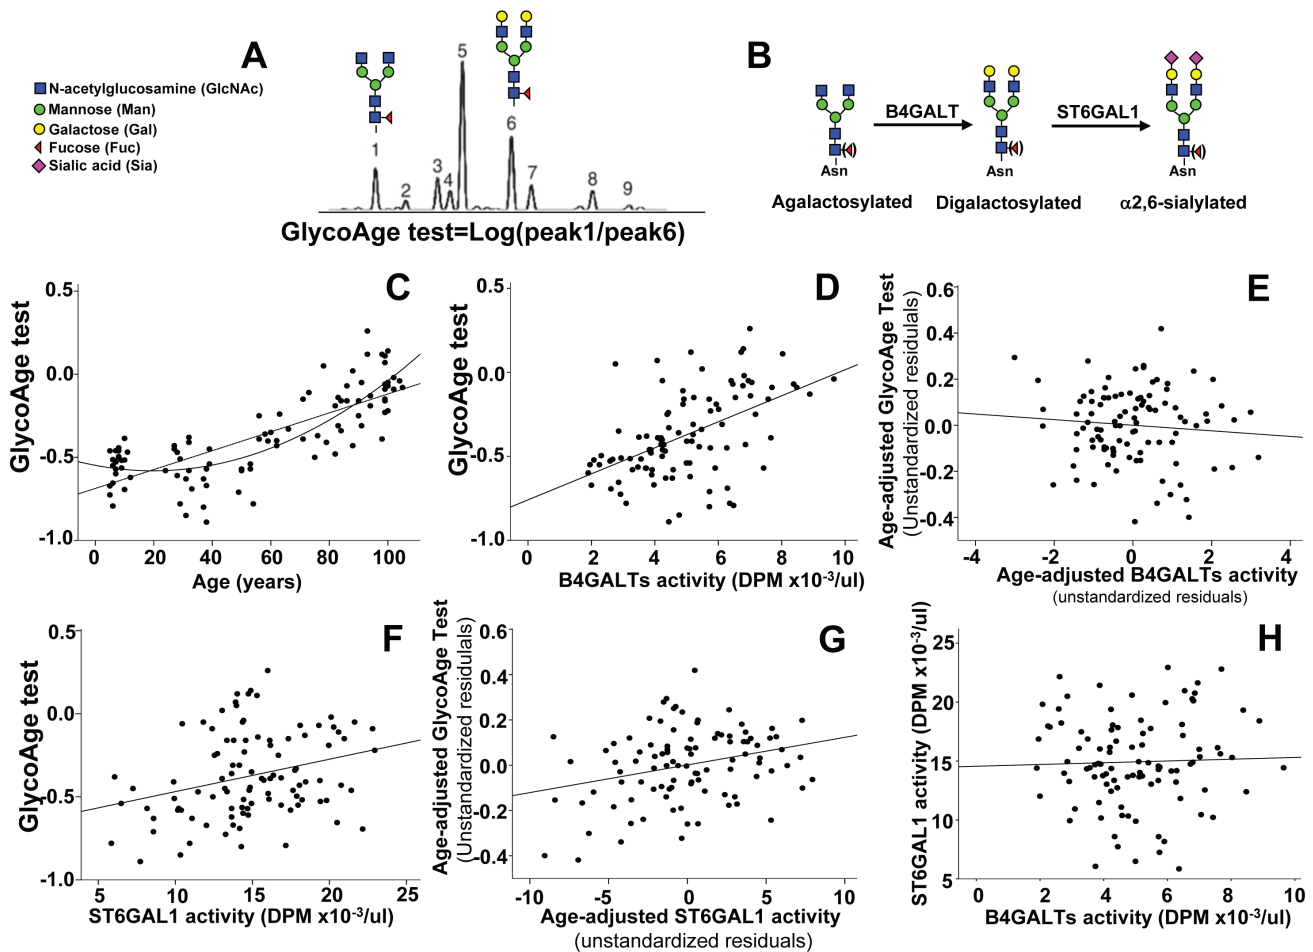 A
B
N-acetylglucosamine (GlcNAc)
Mannose (Man)
Galactose (Gal)
Fucose (Fuc)
Sialic acid (Sia)
1
2
3
4
5
6
7
8
9
GlycoAge test=Log(peak1/peak6)
B4GALT
ST6GAL1
Asn
Asn
Asn
Agalactosylated
Digalactosylated
α2,6-sialylated
C
GlycoAge test
0.5
0.0
-0.5
-1.0
0
20
40
60
80
100
Age (years)
D
GlycoAge test
0.5
0.0
-0.5
-1.0
0
2
4
6
8
10
B4GALTs activity (DPM x10⁻³/ul)
E
Age-adjusted GlycoAge Test
(Unstandardized residulals)
0.6
0.4
0.2
0.0
-0.2
-0.4
-4
-2
0
2
4
Age-adjusted B4GALTs activity
(unstandardized residuals)
F
GlycoAge test
0.5
0.0
-0.5
-1.0
5
10
15
20
25
ST6GAL1 activity (DPM x10⁻³/ul)
G
Age-adjusted GlycoAge Test
(Unstandardized residulals)
0.6
0.4
0.2
0.0
-0.2
-0.4
-10
-5
0
5
10
Age-adjusted ST6GAL1 activity
(unstandardized residuals)
H
ST6GAL1 activity (DPM x10⁻³/ul)
25
20
15
10
5
0
2
4
6
8
10
B4GALTs activity (DPM x10⁻³/ul)